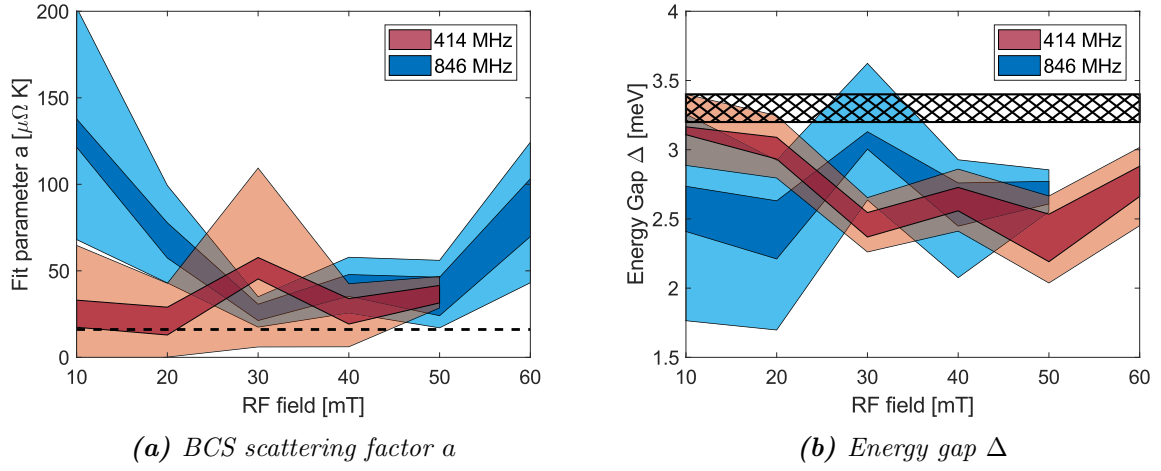 200
150
100
50
0
Fit parameter a [μΩ K]
10 20 30 40 50 60
RF field [mT]
414 MHz
846 MHz
(a) BCS scattering factor a
4
3.5
3
2.5
2
1.5
Energy Gap Δ [meV]
10 20 30 40 50 60
RF field [mT]
414 MHz
846 MHz
(b) Energy gap Δ